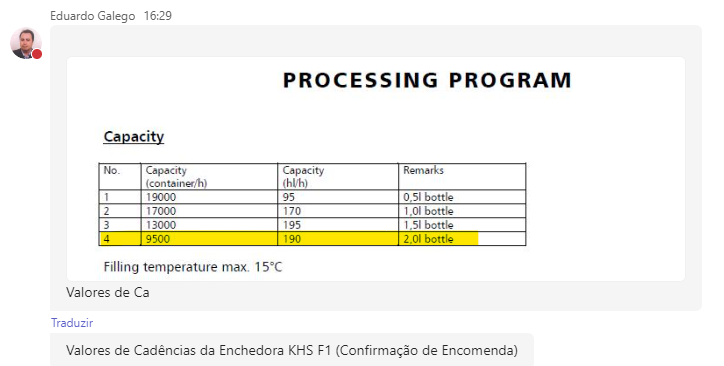 Eduardo Galego 16:29
PROCESSING PROGRAM
Capacity
No. Capacity (container/h) Capacity (hl/h) Remarks
1 19000 95 0,5l bottle
2 17000 170 1,0l bottle
3 13000 195 1,5l bottle
4 9500 190 2,0l bottle
Filling temperature max. 15°C
Valores de Ca
Traduzir
Valores de Cadências da Enchedora KHS F1 (Confirmação de Encomenda)